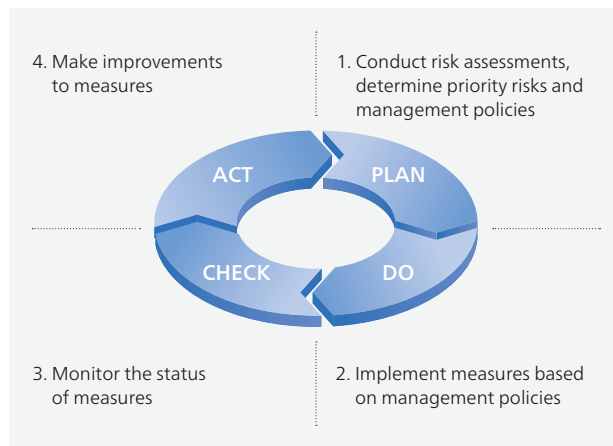 4. Make improvements
to measures
1. Conduct risk assessments,
determine priority risks and
management policies
ACT
PLAN
CHECK
DO
3. Monitor the status
of measures
2. Implement measures based
on management policies